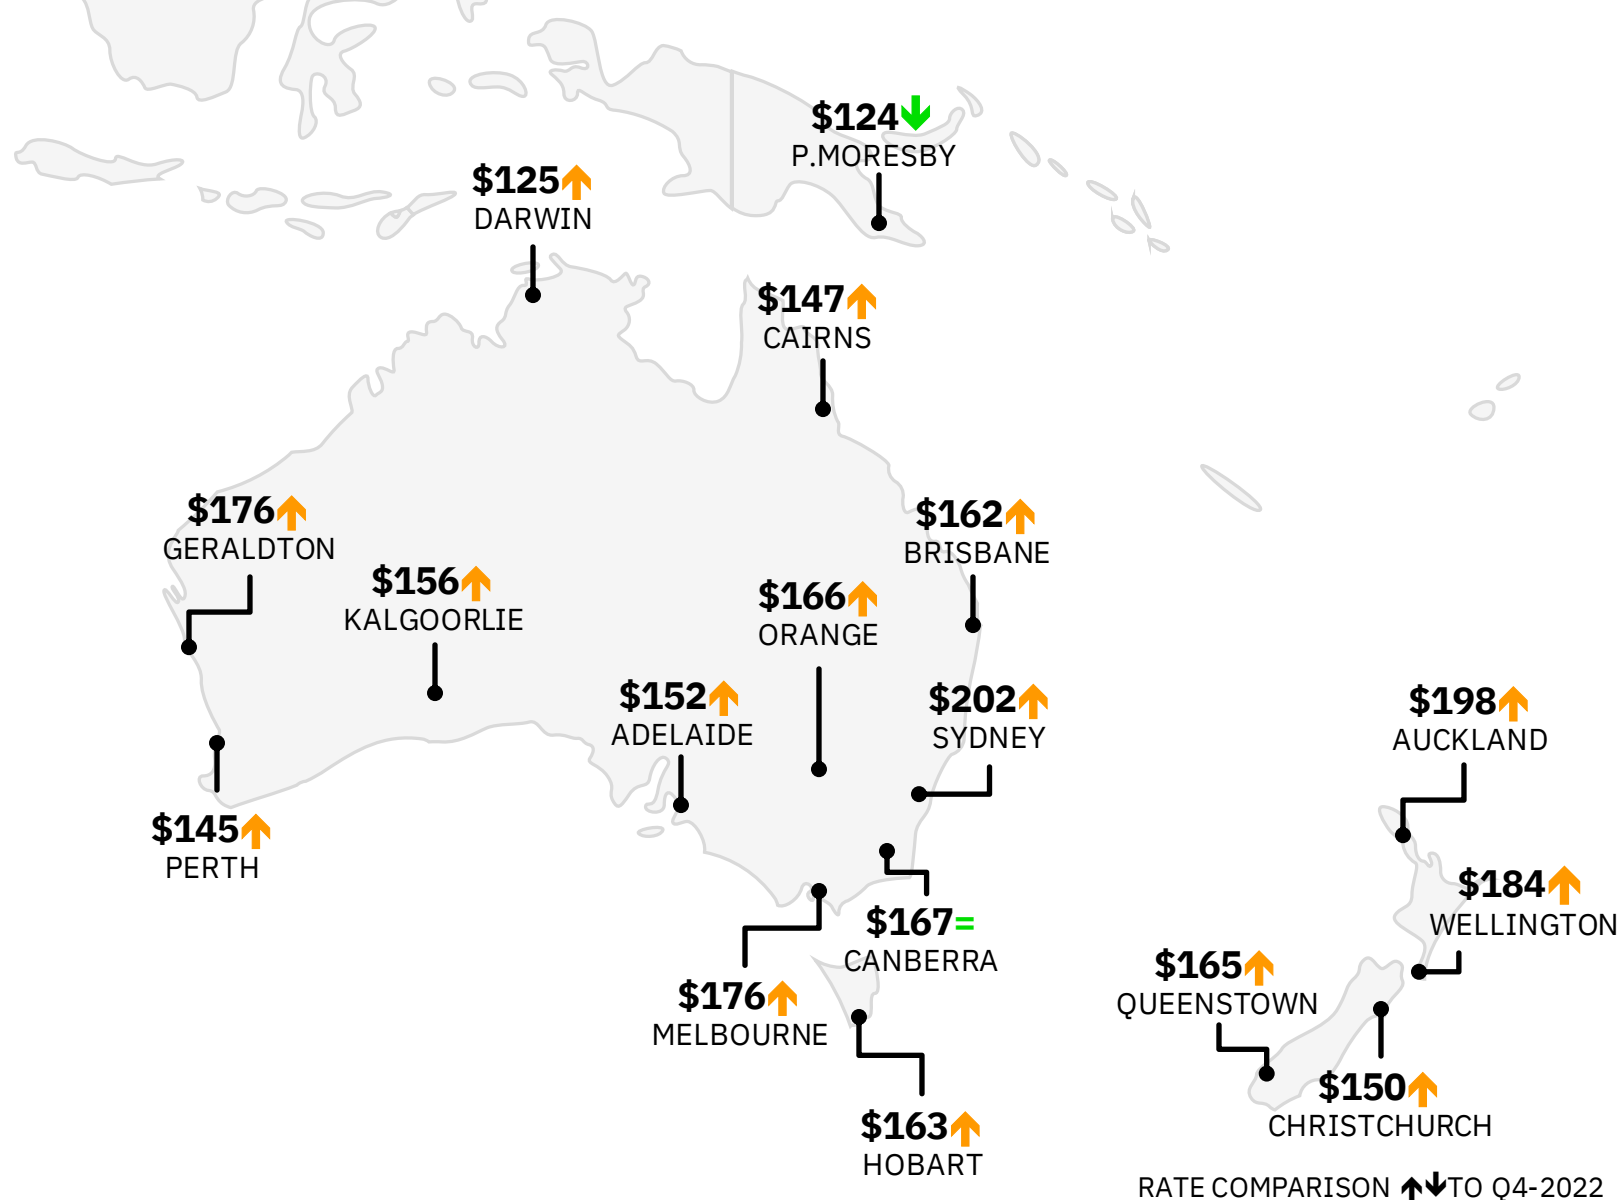 $124↓
P.MORESBY
$125↑
DARWIN
$147↑
CAIRNS
$176↑
GERALDTON
$162↑
BRISBANE
$156↑
KALGOORLIE
$166↑
ORANGE
$152↑
ADELAIDE
$202↑
SYDNEY
$198↑
AUCKLAND
$145↑
PERTH
$184↑
WELLINGTON
$167=
CANBERRA
$165↑
QUEENSTOWN
$176↑
MELBOURNE
$150↑
CHRISTCHURCH
$163↑
HOBART
RATE COMPARISON ↑↓TO Q4-2022